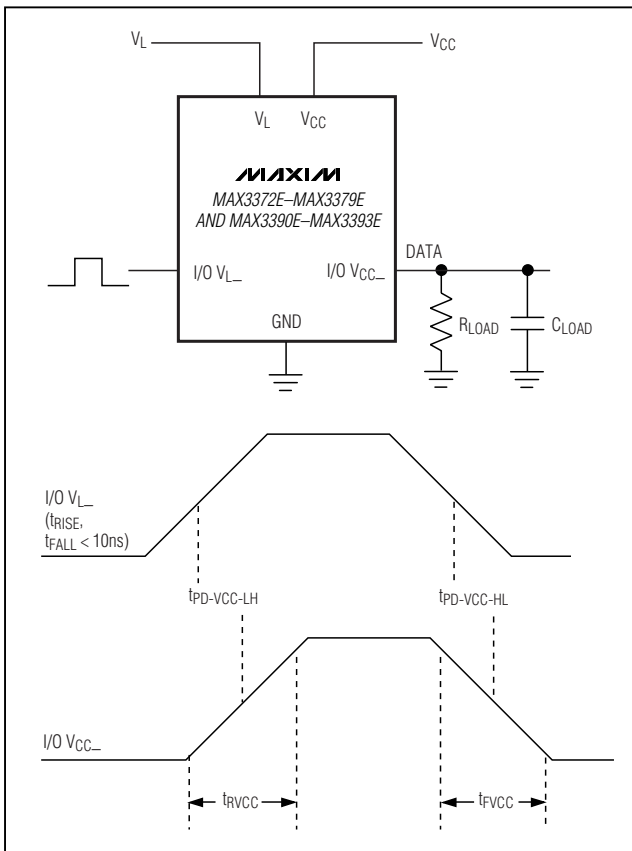 VL
VCC
VL VCC
MAXIM
MAX3372E–MAX3379E
AND MAX3390E–MAX3393E
DATA
I/O VL_
I/O VCC_
GND
RLOAD
CLOAD
I/O VL_
(tRISE,
tFALL < 10ns)
tPD-VCC-LH
tPD-VCC-HL
I/O VCC_
tRVCC
tFVCC